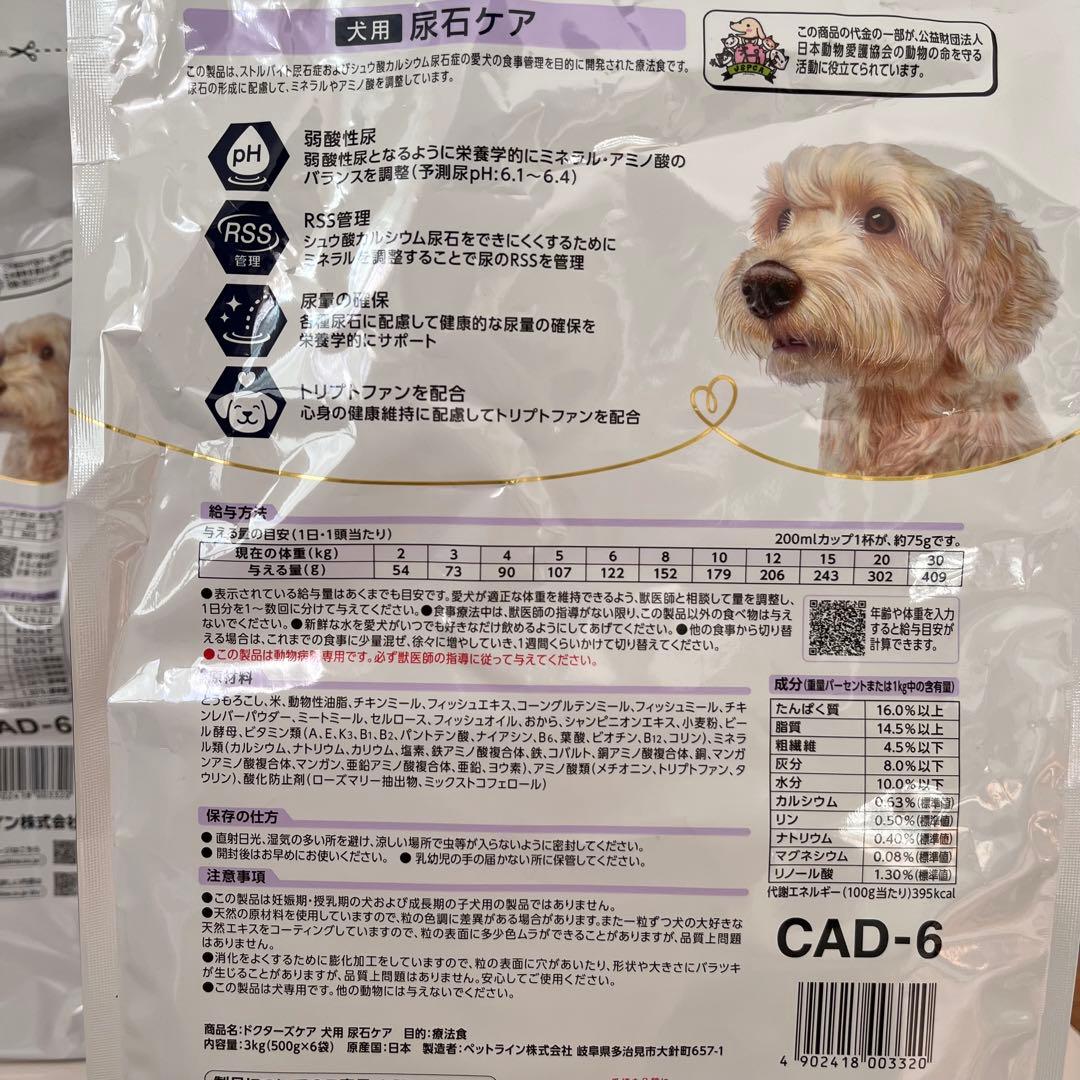 犬用 尿石ケア
この製品は、ストルバイト尿石症およびシュウ酸カルシウム尿石症の愛犬の食事管理を目的に開発された療法食です。
尿石の形成に配慮して、ミネラルやアミノ酸を調整しています。
この商品の代金の一部が、公益財団法人
日本動物愛護協会の動物の命を守る
活動に役立てられています。
JSPCA
pH
弱酸性尿
弱酸性尿となるように栄養学的にミネラル・アミノ酸の
バランスを調整(予測尿pH:6.1～6.4)
RSS
管理
RSS管理
シュウ酸カルシウム尿石をできにくくするために
ミネラルを調整することで尿のRSSを管理
尿量の確保
各種尿石に配慮して健康的な尿量の確保を
栄養学的にサポート
トリプトファンを配合
心身の健康維持に配慮してトリプトファンを配合
給与方法
与える量の目安(1日・1頭当たり)
200mlカップ1杯が、約75gです。
現在の体重(kg) 2 3 4 5 6 8 10 12 15 20 30
与える量(g) 54 73 90 107 122 152 179 206 243 302 409
●表示されている給与量はあくまでも目安です。愛犬が適正な体重を維持できるよう、獣医師と相談して量を調整し、
1日分を1～数回に分けて与えてください。●食事療法中は、獣医師の指導がない限り、この製品以外の食べ物は与え
ないでください。●新鮮な水を愛犬がいつでも好きなだけ飲めるようにしてあげてください。●他の食事から切り替
える場合は、これまでの食事に少量混ぜ、徐々に増やしていき、1週間くらいかけて切り替えてください。
●この製品は動物病院専用です。必ず獣医師の指導に従って与えてください。
年齢や体重を入力
すると給与目安が
計算できます。
原材料
とうもろこし、米、動物性油脂、チキンミール、フィッシュエキス、コーングルテンミール、フィッシュミール、チキ
ンレバーパウダー、ミートミール、セルロース、フィッシュオイル、おから、シャンピニオンエキス、小麦粉、ビー
ル酵母、ビタミン類(A、E、K₃、B₁、B₂、パントテン酸、ナイアシン、B₆、葉酸、ビオチン、B₁₂、コリン)、ミネラ
ル類(カルシウム、ナトリウム、カリウム、塩素、鉄アミノ酸複合体、鉄、コバルト、銅アミノ酸複合体、銅、マンガ
ンアミノ酸複合体、マンガン、亜鉛アミノ酸複合体、亜鉛、ヨウ素)、アミノ酸類(メチオニン、トリプトファン、タ
ウリン)、酸化防止剤(ローズマリー抽出物、ミックストコフェロール)
成分(重量パーセントまたは1kg中の含有量)
たんぱく質 16.0%以上
脂質 14.5%以上
粗繊維 4.5%以下
灰分 8.0%以下
水分 10.0%以下
カルシウム 0.63%(標準値)
リン 0.50%(標準値)
ナトリウム 0.40%(標準値)
マグネシウム 0.08%(標準値)
リノール酸 1.30%(標準値)
代謝エネルギー(100g当たり)395kcal
保存の仕方
● 直射日光、湿気の多い所を避け、涼しい場所で虫等が入らないように密封してください。
● 開封後はお早めにお使いください。 ● 乳幼児の手の届かない所に保管してください。
注意事項
●この製品は妊娠期・授乳期の犬および成長期の子犬用の製品ではありません。
●天然の原材料を使用していますので、粒の色調に差異がある場合があります。また一粒ずつ犬の大好きな
天然エキスをコーティングしていますので、粒の表面に多少色ムラができることがありますが、品質上問題
はありません。
●消化をよくするために膨化加工をしていますので、粒の表面に穴があいたり、形状や大きさにバラツキ
が生じることがありますが、品質上問題はありません。安心してご使用ください。
●この製品は犬専用です。他の動物には与えないでください。
CAD-6
4 902418 003320
商品名:ドクターズケア 犬用 尿石ケア 目的:療法食
内容量:3kg(500g×6袋) 原産国:日本 製造者:ペットライン株式会社 岐阜県多治見市大針町657-1
AD-6
902418 003320
イン株式会社